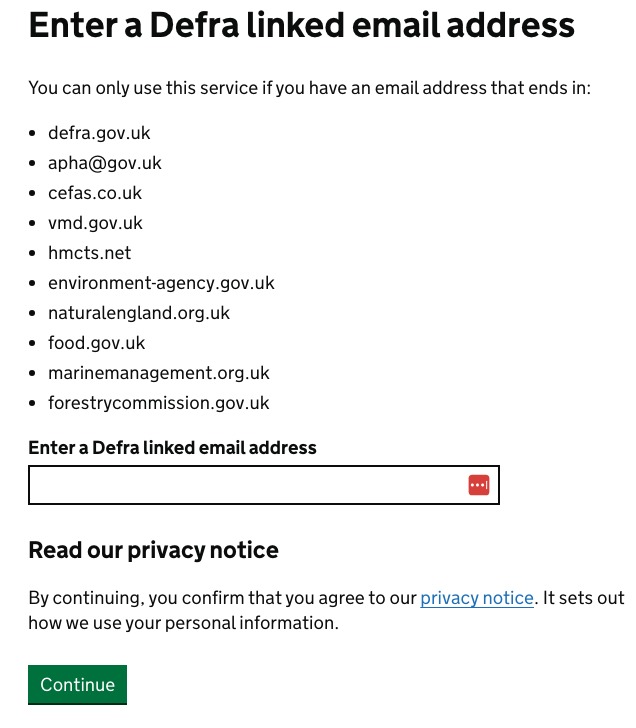 Enter a Defra linked email address
You can only use this service if you have an email address that ends in:
• defra.gov.uk
• apha@gov.uk
• cefas.co.uk
• vmd.gov.uk
• hmcts.net
• environment-agency.gov.uk
• naturalengland.org.uk
• food.gov.uk
• marinemanagement.org.uk
• forestrycommission.gov.uk
Enter a Defra linked email address
Read our privacy notice
By continuing, you confirm that you agree to our privacy notice. It sets out
how we use your personal information.
Continue